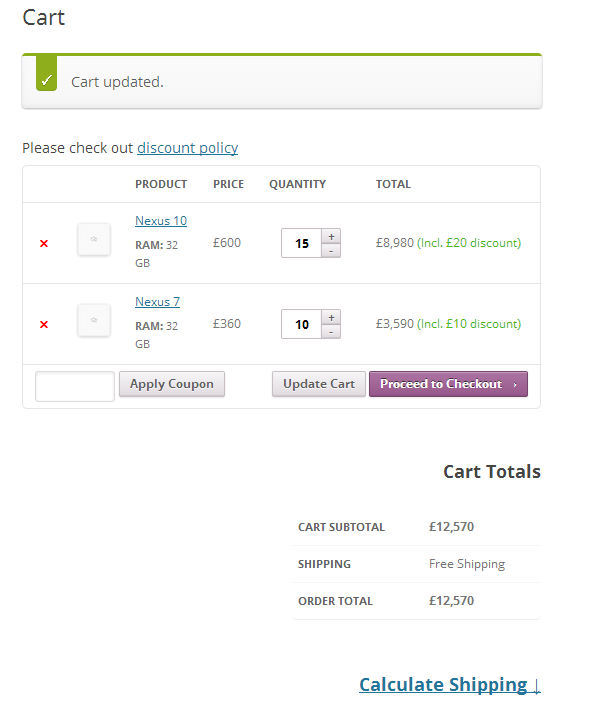 Cart
Cart updated.
Please check out discount policy
PRODUCT PRICE QUANTITY TOTAL
Nexus 10
RAM: 32
GB
£600
15
+
-
£8,980 (Incl. £20 discount)
Nexus 7
RAM: 32
GB
£360
10
+
-
£3,590 (Incl. £10 discount)
Apply Coupon Update Cart Proceed to Checkout
Cart Totals
CART SUBTOTAL £12,570
SHIPPING Free Shipping
ORDER TOTAL £12,570
Calculate Shipping ↓